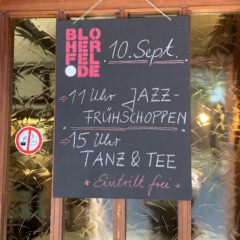 BLO
HER
FEL
DE
10. Sept.
→ 11 Uhr JAZZ-
FRÜHSCHOPPEN
→ 15 Uhr
TANZ & TEE
* Eintritt frei *